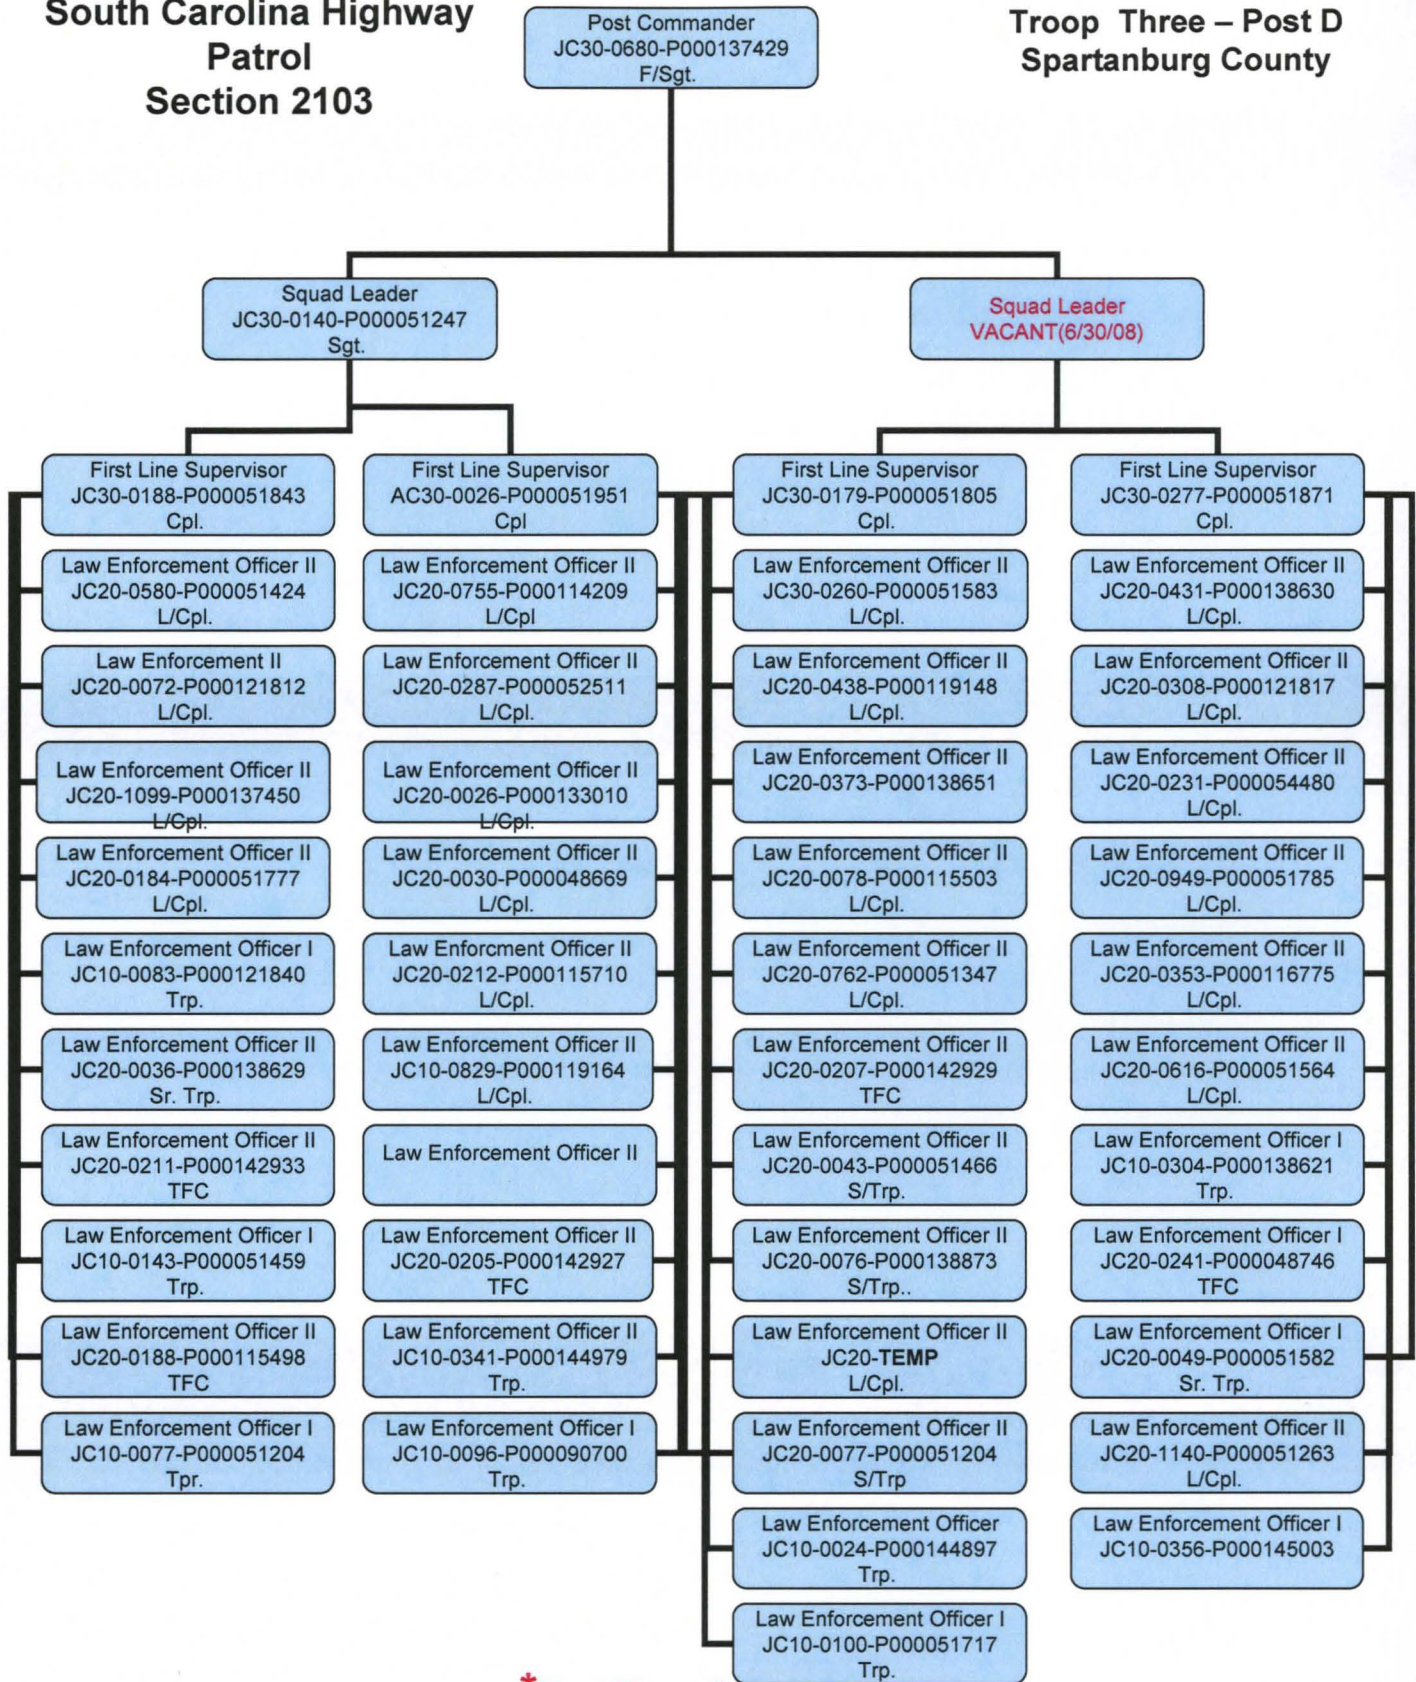 South Carolina Highway
Patrol
Section 2103
Post Commander
JC30-0680-P000137429
F/Sgt.
Troop Three – Post D
Spartanburg County
Squad Leader
JC30-0140-P000051247
Sgt.
Squad Leader
VACANT(6/30/08)
First Line Supervisor
JC30-0188-P000051843
Cpl.
Law Enforcement Officer II
JC20-0580-P000051424
L/Cpl.
Law Enforcement II
JC20-0072-P000121812
L/Cpl.
Law Enforcement Officer II
JC20-1099-P000137450
L/Cpl.
Law Enforcement Officer II
JC20-0184-P000051777
L/Cpl.
Law Enforcement Officer I
JC10-0083-P000121840
Trp.
Law Enforcement Officer II
JC20-0036-P000138629
Sr. Trp.
Law Enforcement Officer II
JC20-0211-P000142933
TFC
Law Enforcement Officer I
JC10-0143-P000051459
Trp.
Law Enforcement Officer II
JC20-0188-P000115498
TFC
Law Enforcement Officer I
JC10-0077-P000051204
Tpr.
First Line Supervisor
AC30-0026-P000051951
Cpl
Law Enforcement Officer II
JC20-0755-P000114209
L/Cpl
Law Enforcement Officer II
JC20-0287-P000052511
L/Cpl.
Law Enforcement Officer II
JC20-0026-P000133010
L/Cpl.
Law Enforcement Officer II
JC20-0030-P000048669
L/Cpl.
Law Enforcment Officer II
JC20-0212-P000115710
L/Cpl.
Law Enforcement Officer II
JC10-0829-P000119164
L/Cpl.
Law Enforcement Officer II
Law Enforcement Officer II
JC20-0205-P000142927
TFC
Law Enforcement Officer II
JC10-0341-P000144979
Trp.
Law Enforcement Officer I
JC10-0096-P000090700
Trp.
First Line Supervisor
JC30-0179-P000051805
Cpl.
Law Enforcement Officer II
JC30-0260-P000051583
L/Cpl.
Law Enforcement Officer II
JC20-0438-P000119148
L/Cpl.
Law Enforcement Officer II
JC20-0373-P000138651
Law Enforcement Officer II
JC20-0078-P000115503
L/Cpl.
Law Enforcement Officer II
JC20-0762-P000051347
L/Cpl.
Law Enforcement Officer II
JC20-0207-P000142929
TFC
Law Enforcement Officer II
JC20-0043-P000051466
S/Trp.
Law Enforcement Officer II
JC20-0076-P000138873
S/Trp..
Law Enforcement Officer II
JC20-TEMP
L/Cpl.
Law Enforcement Officer II
JC20-0077-P000051204
S/Trp
Law Enforcement Officer
JC10-0024-P000144897
Trp.
Law Enforcement Officer I
JC10-0100-P000051717
Trp.
First Line Supervisor
JC30-0277-P000051871
Cpl.
Law Enforcement Officer II
JC20-0431-P000138630
L/Cpl.
Law Enforcement Officer II
JC20-0308-P000121817
L/Cpl.
Law Enforcement Officer II
JC20-0231-P000054480
L/Cpl.
Law Enforcement Officer II
JC20-0949-P000051785
L/Cpl.
Law Enforcement Officer II
JC20-0353-P000116775
L/Cpl.
Law Enforcement Officer II
JC20-0616-P000051564
L/Cpl.
Law Enforcement Officer I
JC10-0304-P000138621
Trp.
Law Enforcement Officer I
JC20-0241-P000048746
TFC
Law Enforcement Officer I
JC20-0049-P000051582
Sr. Trp.
Law Enforcement Officer II
JC20-1140-P000051263
L/Cpl.
Law Enforcement Officer I
JC10-0356-P000145003
*